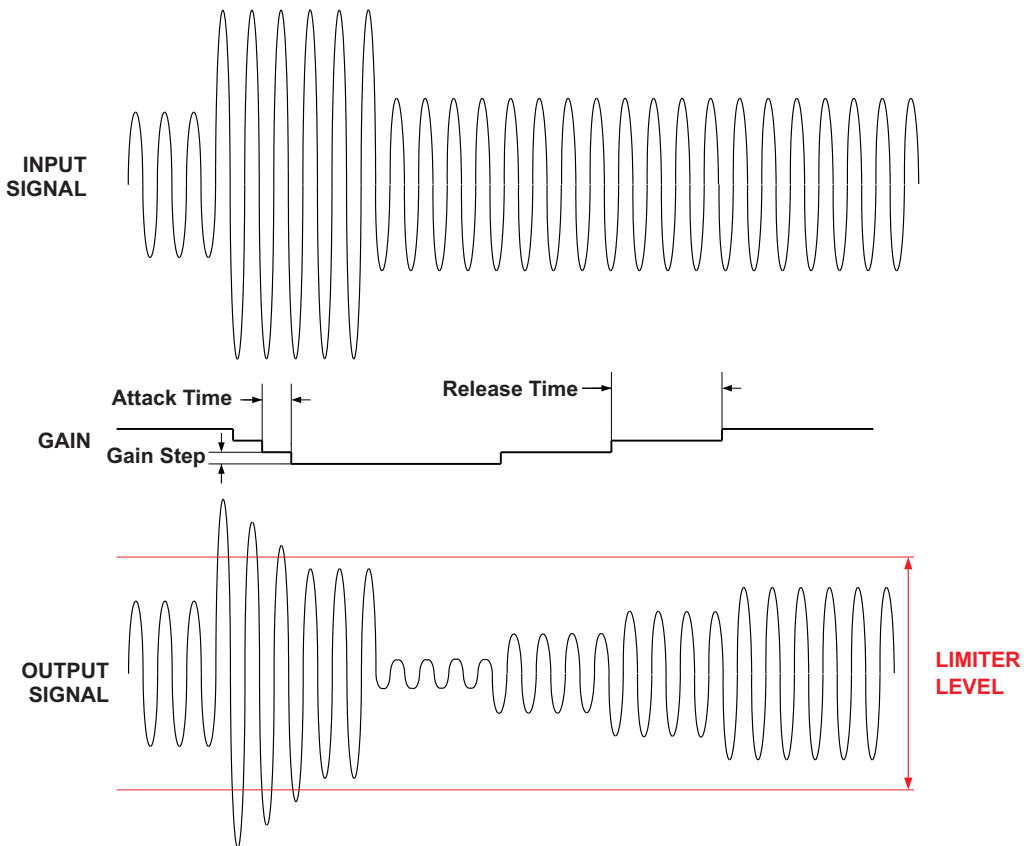 INPUT
SIGNAL
Attack Time
Release Time
GAIN
Gain Step
OUTPUT
SIGNAL
LIMITER
LEVEL